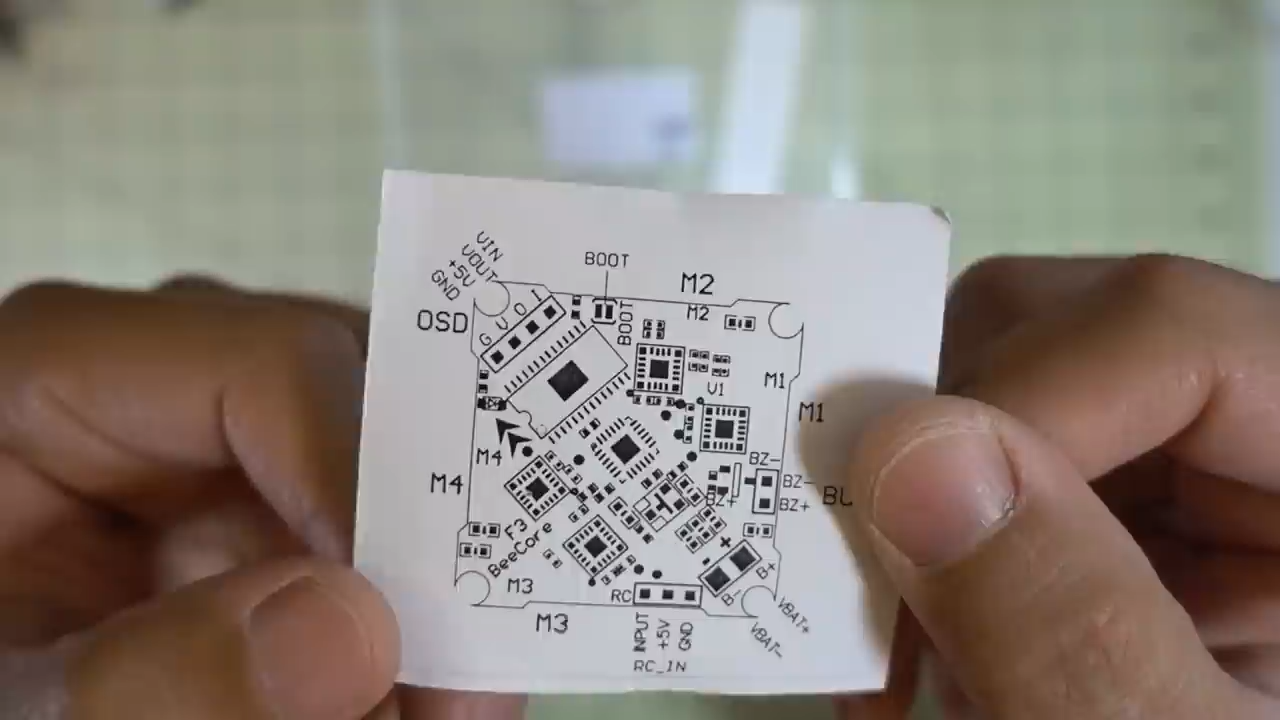 VIN
VOUT
+5V
GND
OSD
G V O I
BOOT
BOOT
M2
M2
M1
M1
V1
M4
M4
BZ-
BZ-
BZ+
BZ+
F3
BeeCore
M3
M3
RC
INPUT
+5V
GND
RC_IN
- +
B-
B+
VBAT+
VBAT-